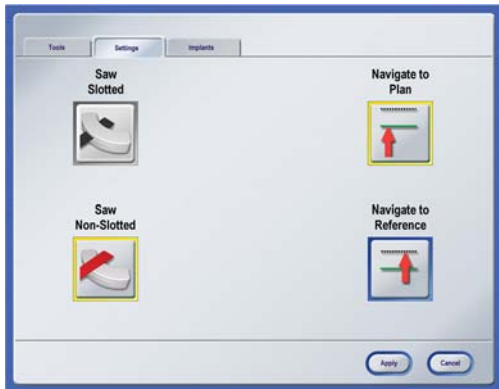 Tools
Settings
Implants
Saw
Slotted
Navigate to
Plan
Saw
Non-Slotted
Navigate to
Reference
Apply
Cancel